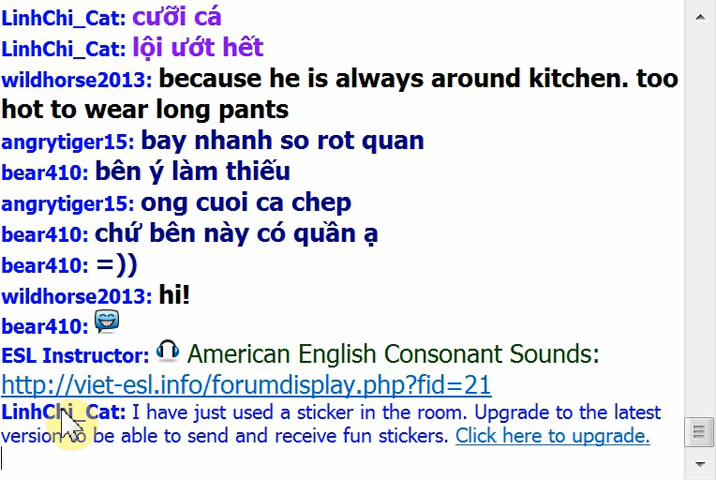 LinhChi_Cat: cưỡi cá
LinhChi_Cat: lội ướt hết
wildhorse2013: because he is always around kitchen. too
hot to wear long pants
angrytiger15: bay nhanh so rot quan
bear410: bên ý làm thiếu
angrytiger15: ong cuoi ca chep
bear410: chứ bên này có quần ạ
bear410: =))
wildhorse2013: hi!
bear410:
ESL Instructor: American English Consonant Sounds:
http://viet-esl.info/forumdisplay.php?fid=21
LinhChi_Cat: I have just used a sticker in the room. Upgrade to the latest
version to be able to send and receive fun stickers. Click here to upgrade.